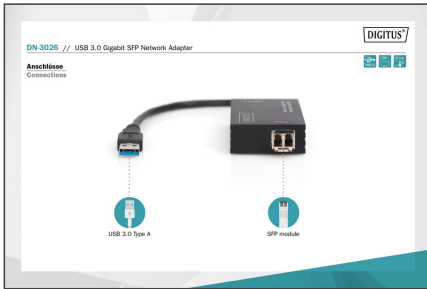 DIGITUS®
DN-3026 // USB 3.0 Gigabit SFP Network Adapter
Anschlüsse
Connections
USB 3.0 Type A
SFP module